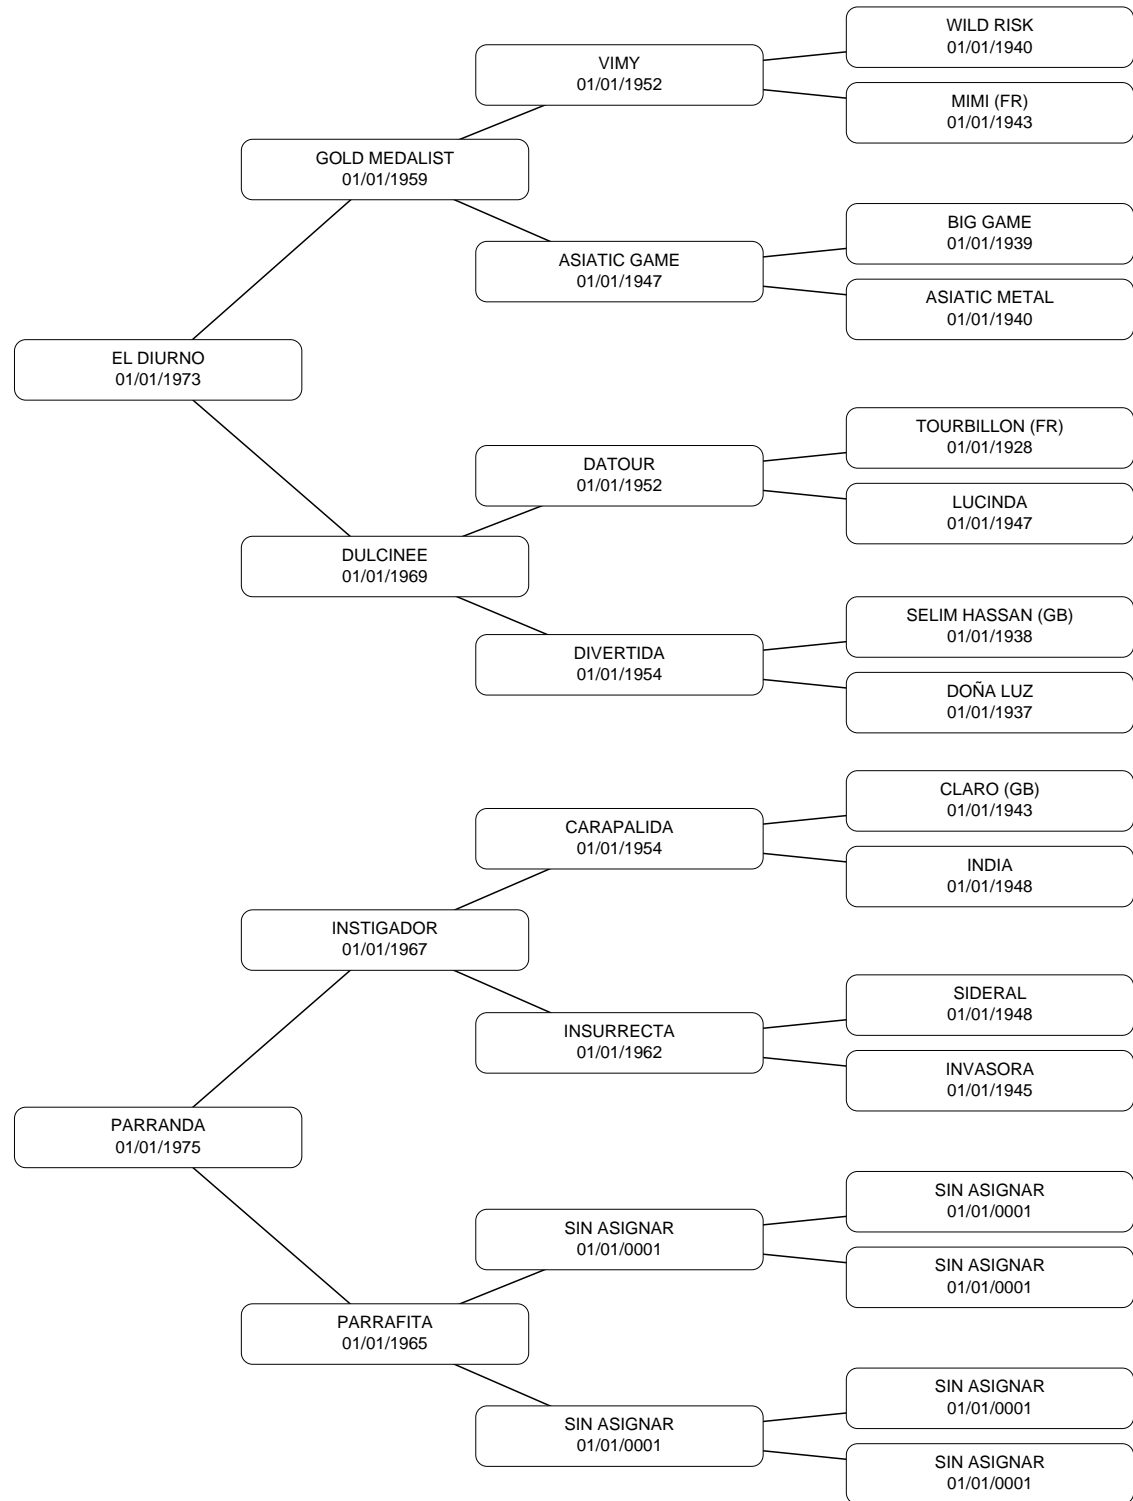 WILD RISK
01/01/1940
VIMY
01/01/1952
MIMI (FR)
01/01/1943
GOLD MEDALIST
01/01/1959
BIG GAME
01/01/1939
ASIATIC GAME
01/01/1947
ASIATIC METAL
01/01/1940
EL DIURNO
01/01/1973
TOURBILLON (FR)
01/01/1928
DATOUR
01/01/1952
LUCINDA
01/01/1947
DULCINEE
01/01/1969
SELIM HASSAN (GB)
01/01/1938
DIVERTIDA
01/01/1954
DOÑA LUZ
01/01/1937
CLARO (GB)
01/01/1943
CARAPALIDA
01/01/1954
INDIA
01/01/1948
INSTIGADOR
01/01/1967
SIDERAL
01/01/1948
INSURRECTA
01/01/1962
INVASORA
01/01/1945
PARRANDA
01/01/1975
SIN ASIGNAR
01/01/0001
SIN ASIGNAR
01/01/0001
SIN ASIGNAR
01/01/0001
PARRAFITA
01/01/1965
SIN ASIGNAR
01/01/0001
SIN ASIGNAR
01/01/0001
SIN ASIGNAR
01/01/0001